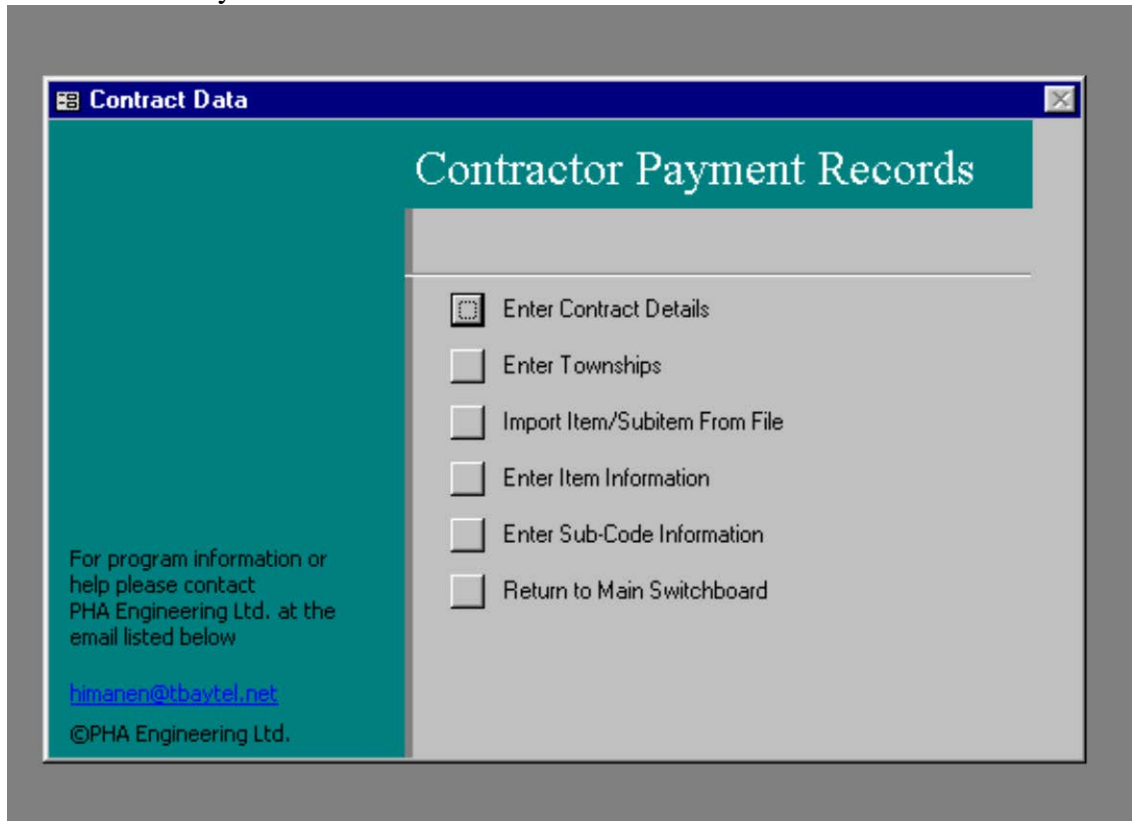 Contract Data
Contractor Payment Records
Enter Contract Details
Enter Townships
Import Item/Subitem From File
Enter Item Information
Enter Sub-Code Information
Return to Main Switchboard
For program information or
help please contact
PHA Engineering Ltd. at the
email listed below
himanen@tbaytel.net
©PHA Engineering Ltd.